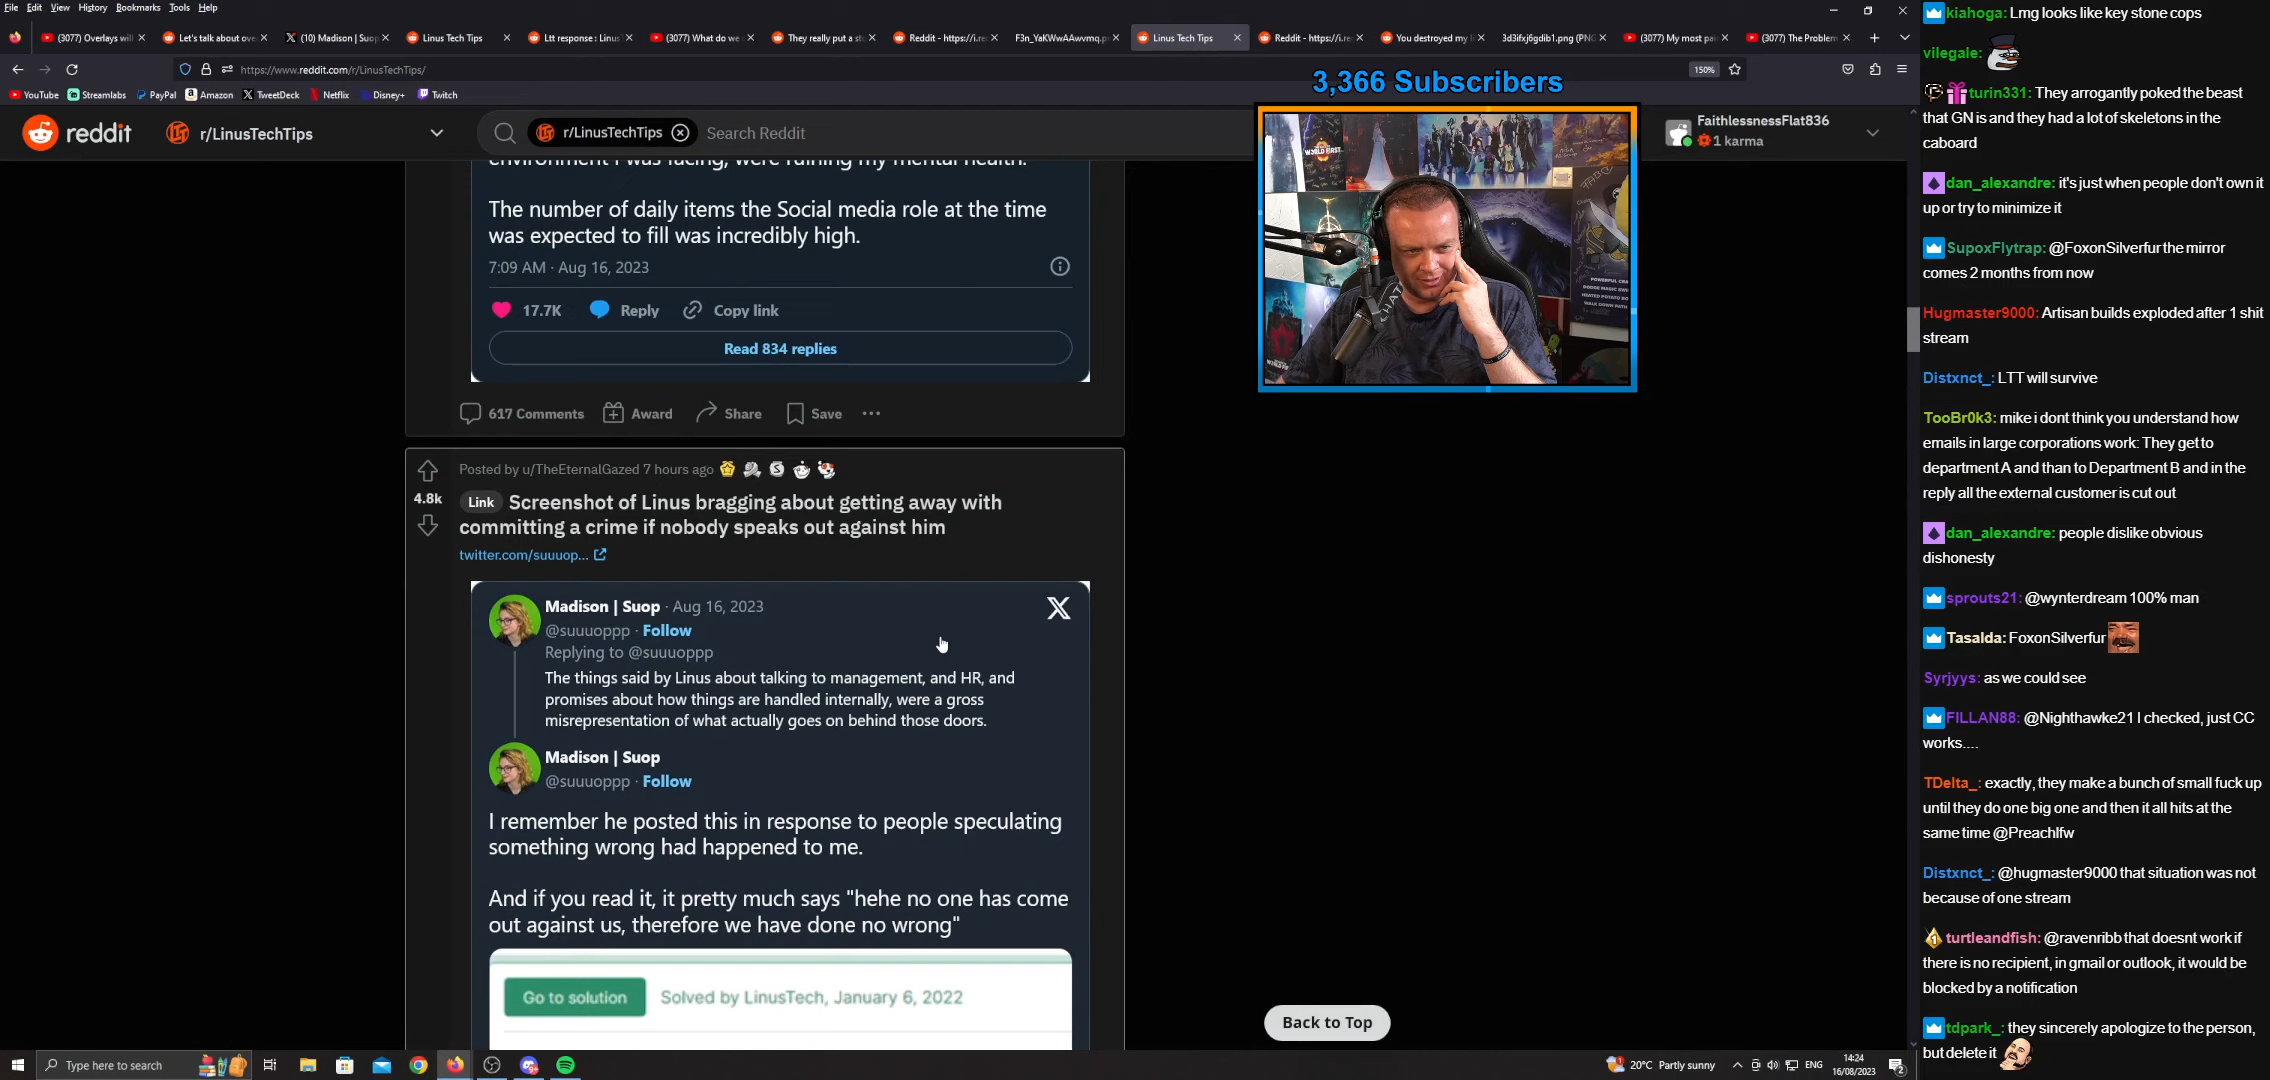 File Edit View History Bookmarks Tools Help
(3077) Overlays wil
Let's talk about ove
(10) Madison | Suop
Linus Tech Tips
Ltt response : Linus
(3077) What do we
They really put a sto
Reddit - https://i.re
F3n_YaKWwAAwvmq.p
Linus Tech Tips
Reddit - https://i.re
You destroyed my l
3d3ifxj6gdib1.png (PNG
(3077) My most pai
(3077) The Problem
https://www.reddit.com/r/LinusTechTips/
150%
YouTube Streamlabs PayPal Amazon TweetDeck Netflix Disney+ Twitch
3,366 Subscribers
reddit
r/LinusTechTips
r/LinusTechTips
Search Reddit
FaithlessnessFlat836
1 karma
environment I was facing, were ruining my mental health.
The number of daily items the Social media role at the time
was expected to fill was incredibly high.
7:09 AM · Aug 16, 2023
17.7K Reply Copy link
Read 834 replies
617 Comments Award Share Save
Posted by u/TheEternalGazed 7 hours ago
4.8k
Link Screenshot of Linus bragging about getting away with
committing a crime if nobody speaks out against him
twitter.com/suuuop...
Madison | Suop · Aug 16, 2023
@suuuoppp · Follow
Replying to @suuuoppp
The things said by Linus about talking to management, and HR, and
promises about how things are handled internally, were a gross
misrepresentation of what actually goes on behind those doors.
Madison | Suop
@suuuoppp · Follow
I remember he posted this in response to people speculating
something wrong had happened to me.
And if you read it, it pretty much says "hehe no one has come
out against us, therefore we have done no wrong"
Go to solution
Solved by LinusTech, January 6, 2022
Back to Top
WORLD FIRST
kiahoga: Lmg looks like key stone cops
vilegale:
turin331: They arrogantly poked the beast
that GN is and they had a lot of skeletons in the
caboard
dan_alexandre: it's just when people don't own it
up or try to minimize it
SupoxFlytrap: @FoxonSilverfur the mirror
comes 2 months from now
Hugmaster9000: Artisan builds exploded after 1 shit
stream
Distxnct_: LTT will survive
TooBr0k3: mike i dont think you understand how
emails in large corporations work: They get to
department A and than to Department B and in the
reply all the external customer is cut out
dan_alexandre: people dislike obvious
dishonesty
sprouts21: @wynterdream 100% man
Tasalda: FoxonSilverfur
Syrjyys: as we could see
FILLAN88: @Nighthawke21 I checked, just CC
works....
TDelta_: exactly, they make a bunch of small fuck up
until they do one big one and then it all hits at the
same time @Preachlfw
Distxnct_: @hugmaster9000 that situation was not
because of one stream
turtleandfish: @ravenribb that doesnt work if
there is no recipient, in gmail or outlook, it would be
blocked by a notification
tdpark_: they sincerely apologize to the person,
but delete it
Type here to search
20°C Partly sunny
ENG
14:24
16/08/2023
2